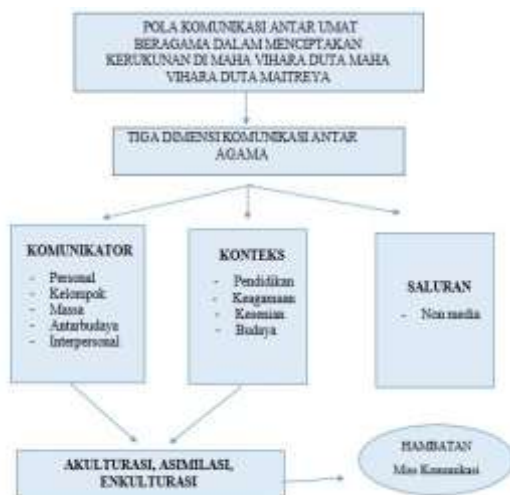 POLA KOMUNIKASI ANTAR UMAT
BERAGAMA DALAM MENCIPTAKAN
KERUKUNAN DI MAHA VIHARA DUTA MAHA
VIHARA DUTA MAITREYA
TIGA DIMENSI KOMUNIKASI ANTAR
AGAMA
KOMUNIKATOR
- Personal
- Kelompok
- Massa
- Antarbudaya
- Interpersonal
KONTEKS
- Pendidikan
- Keagamaan
- Kesenian
- Budaya
SALURAN
- Non media
AKULTURASI, ASIMILASI,
ENKULTURASI
HAMBATAN
Miss Komunikasi